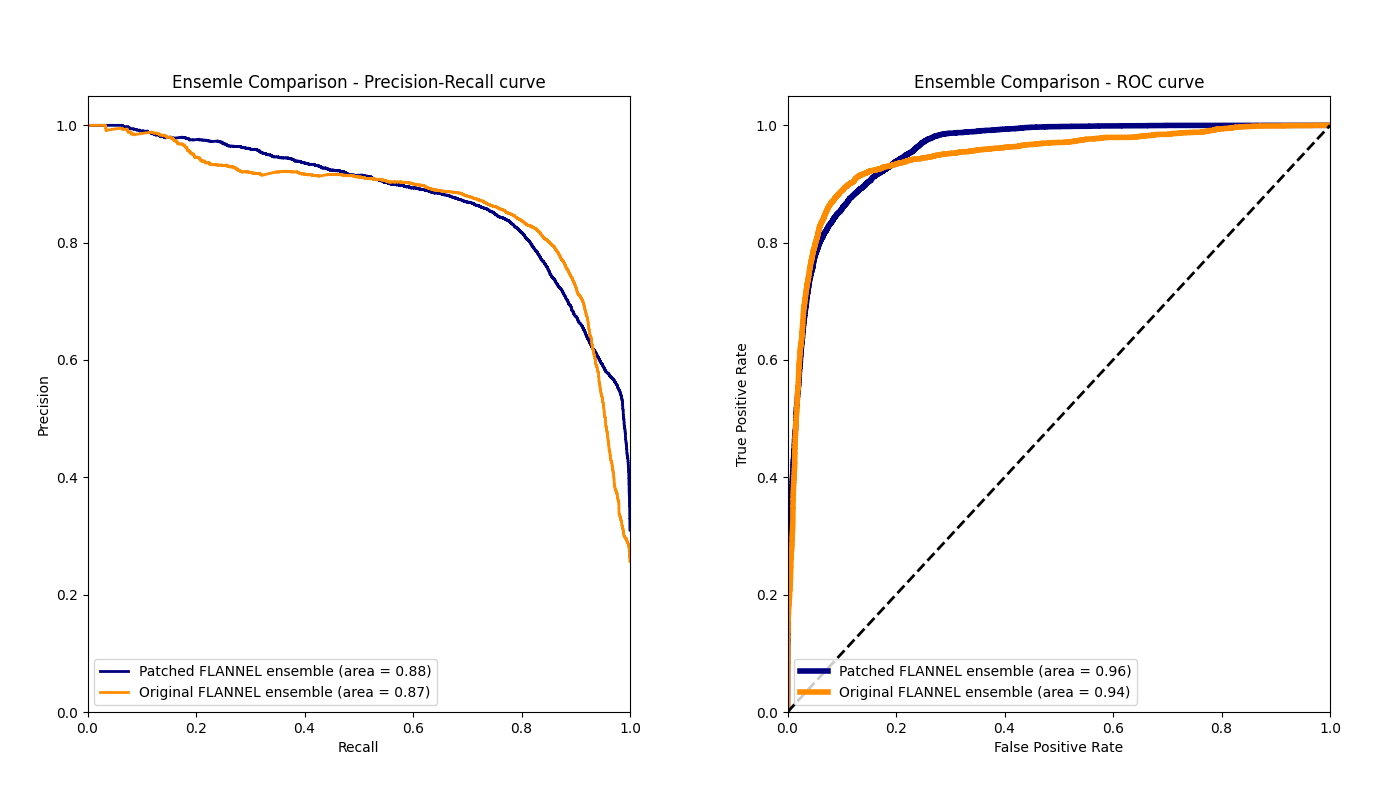 Ensemle Comparison - Precision-Recall curve
1.0
0.8
0.6
0.4
0.2
0.0
Precision
Patched FLANNEL ensemble (area = 0.88)
Original FLANNEL ensemble (area = 0.87)
0.0 0.2 0.4 0.6 0.8 1.0
Recall
Ensemble Comparison - ROC curve
1.0
0.8
0.6
0.4
0.2
0.0
True Positive Rate
Patched FLANNEL ensemble (area = 0.96)
Original FLANNEL ensemble (area = 0.94)
0.0 0.2 0.4 0.6 0.8 1.0
False Positive Rate